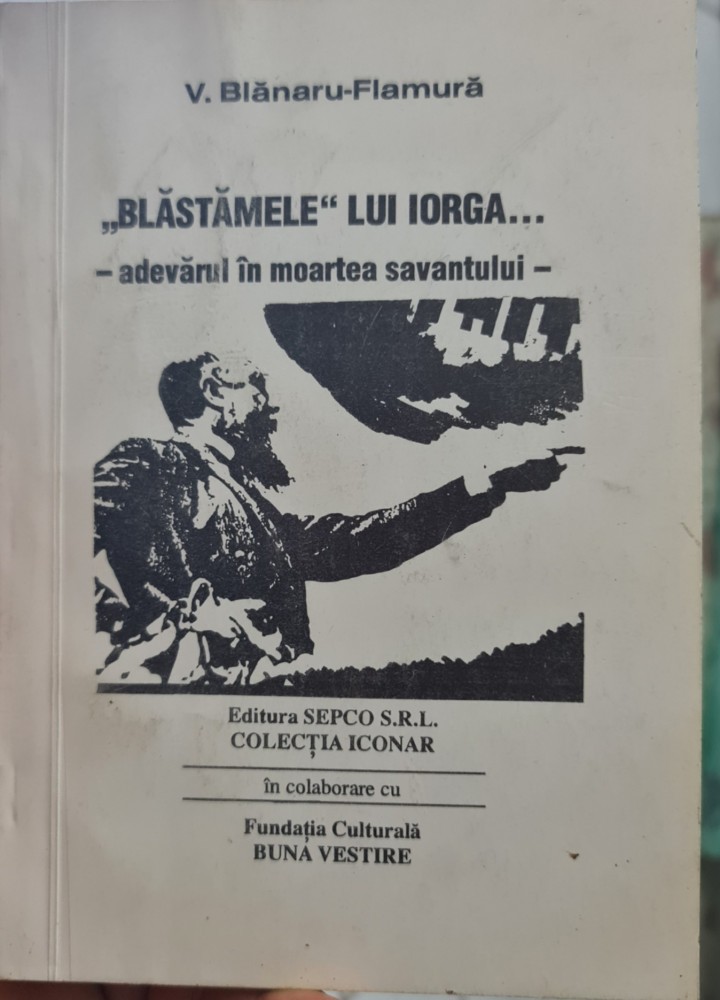 V. Blănaru-Flamură
„BLĂSTĂMELE“ LUI IORGA...
– adevărul în moartea savantului –
Editura SEPCO S.R.L.
COLECȚIA ICONAR
în colaborare cu
Fundația Culturală
BUNA VESTIRE